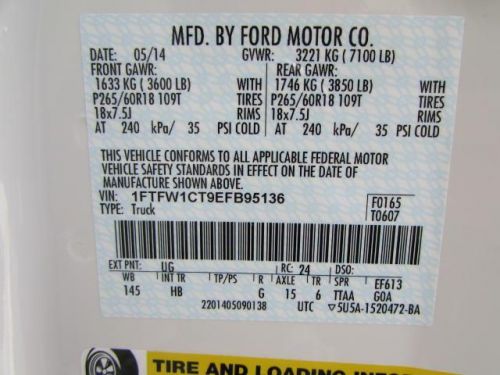 MFD. BY FORD MOTOR CO.
DATE: 05/14 GVWR: 3221 KG ( 7100 LB)
FRONT GAWR: REAR GAWR:
1633 KG ( 3600 LB) WITH 1746 KG ( 3850 LB) WITH
P265/60R18 109T TIRES P265/60R18 109T TIRES
18x7.5J RIMS 18x7.5J RIMS
AT 240 kPa/ 35 PSI COLD AT 240 kPa/ 35 PSI COLD
THIS VEHICLE CONFORMS TO ALL APPLICABLE FEDERAL MOTOR
VEHICLE SAFETY STANDARDS IN EFFECT ON THE DATE OF
MANUFACTURE SHOWN ABOVE.
VIN: 1FTFW1CT9EFB95136 F0165
TYPE: Truck T0607
EXT PNT: UG RC: 24 DSO:
WB INT TR TP/PS R AXLE TR SPR EF613
145 HB G 15 6 TTAA GOA
2201405090138 UTC ▽5U5A-1520472-BA
TIRE AND LOADING